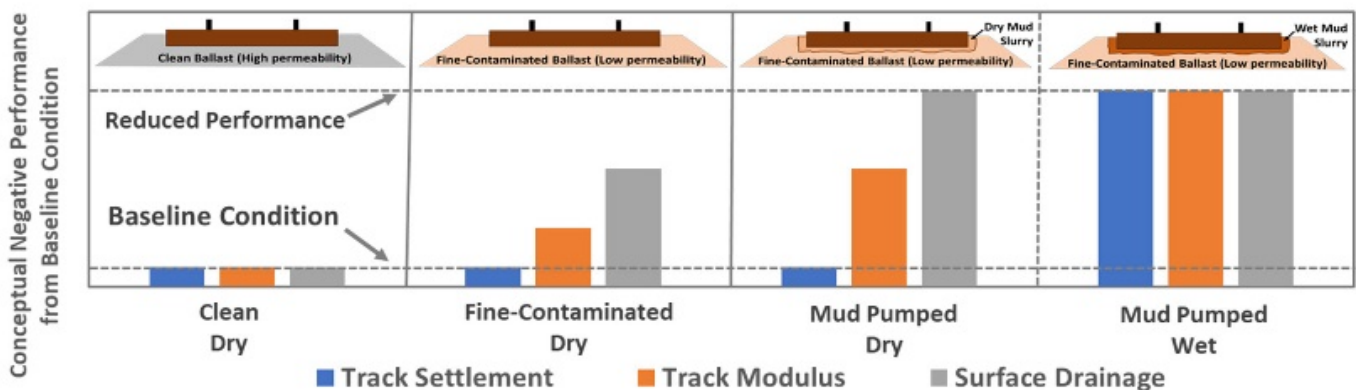 Conceptual Negative Performance
from Baseline Condition
Clean Ballast (High permeability)
Fine-Contaminated Ballast (Low permeability)
Dry Mud
Slurry
Fine-Contaminated Ballast (Low permeability)
Wet Mud
Slurry
Fine-Contaminated Ballast (Low permeability)
Reduced Performance
Baseline Condition
Clean
Dry
Fine-Contaminated
Dry
Mud Pumped
Dry
Mud Pumped
Wet
Track Settlement
Track Modulus
Surface Drainage